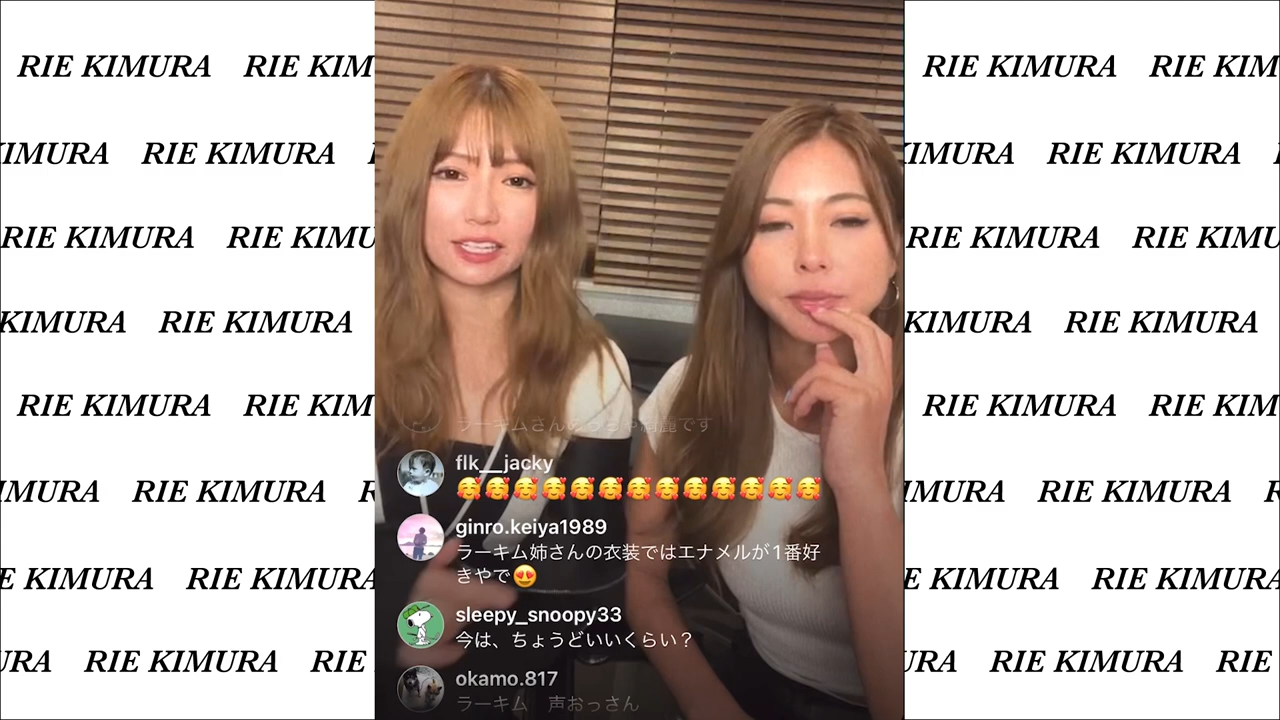 RIE KIMURA RIE KIM
IMURA RIE KIMURA
RIE KIMURA RIE KIMU
KIMURA RIE KIMURA
RIE KIMURA RIE KIM
IMURA RIE KIMURA R
E KIMURA RIE KIMURA
URA RIE KIMURA RIE
flk__jacky
🥰🥰🥰🥰🥰🥰🥰🥰🥰🥰🥰🥰🥰
ginro.keiya1989
ラーキム姉さんの衣装ではエナメルが1番好
きやで😍
sleepy_snoopy33
今は、ちょうどいいくらい？
okamo.817
ラーキム 声おっさん
RIE KIMURA RIE KIM
IMURA RIE KIMURA
RIE KIMURA RIE KIMU
KIMURA RIE KIMURA
RIE KIMURA RIE KIM
IMURA RIE KIMURA R
E KIMURA RIE KIMURA
URA RIE KIMURA RIE